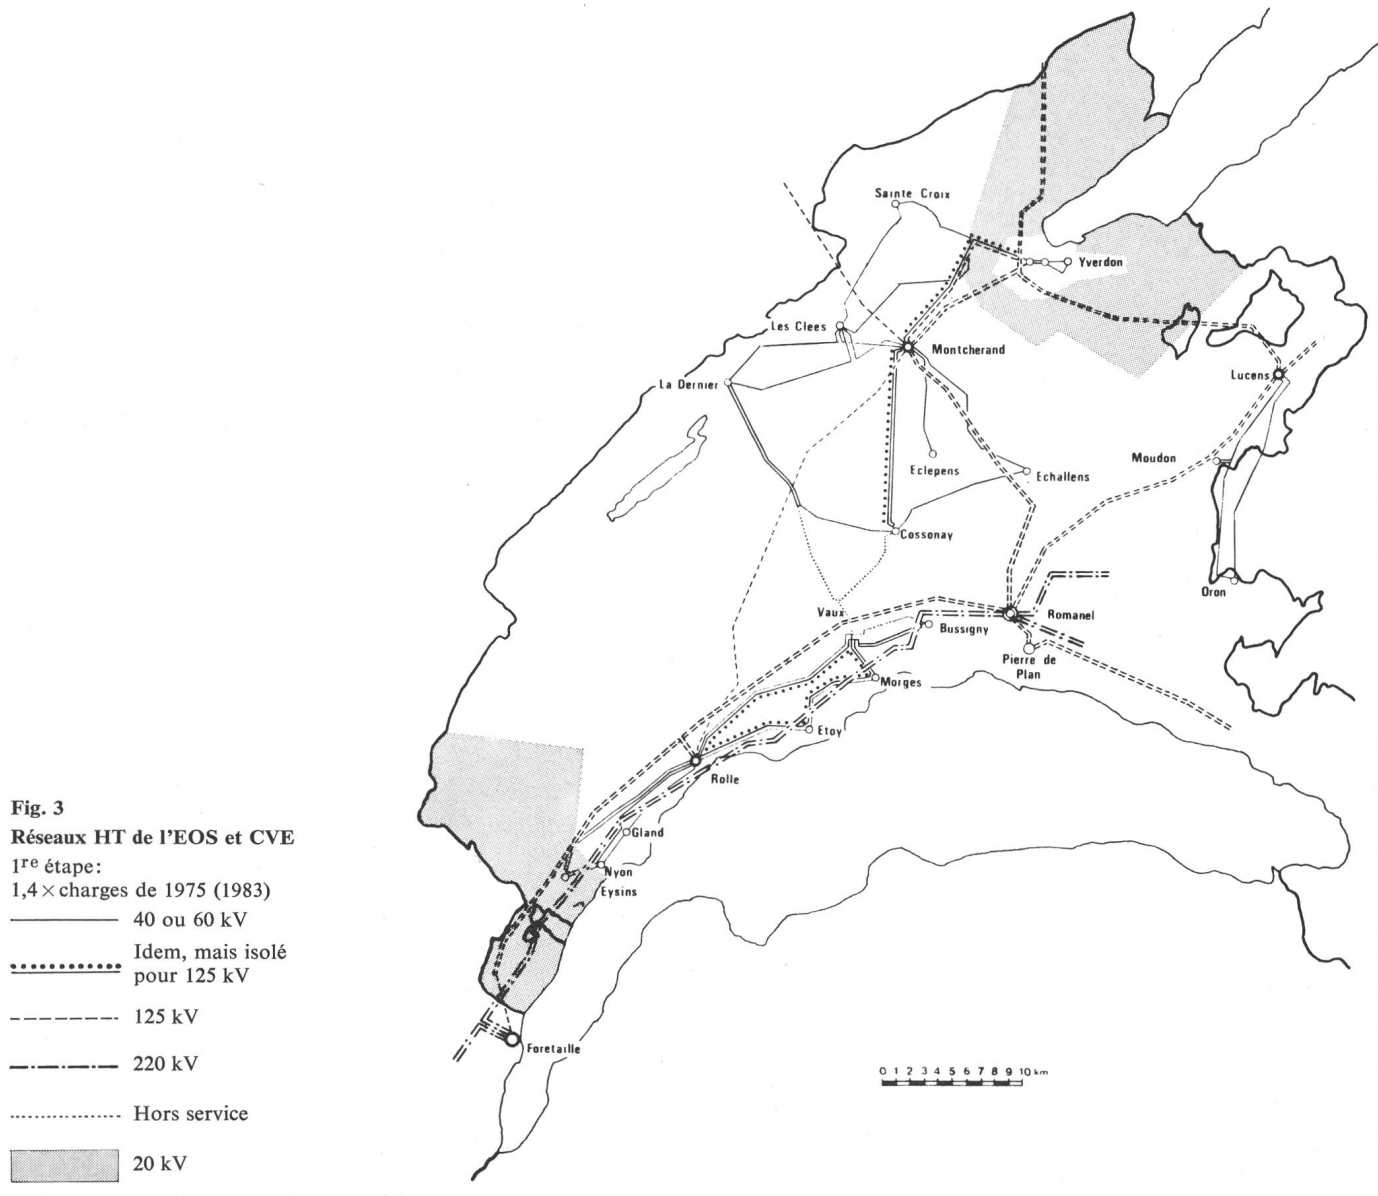 Sainte Croix
Yverdon
Les Clees
Montcherand
La Dernier
Lucens
Eclepens
Echallens
Moudon
Cossonay
Oron
Vaux
Romanel
Bussigny
Pierre de
Plan
Morges
Etoy
Rolle
Gland
Nyon
Eysins
Foretaille
Fig. 3
Réseaux HT de l'EOS et CVE
1re étape:
1,4 × charges de 1975 (1983)
40 ou 60 kV
Idem, mais isolé
pour 125 kV
125 kV
220 kV
Hors service
20 kV
0 1 2 3 4 5 6 7 8 9 10 km